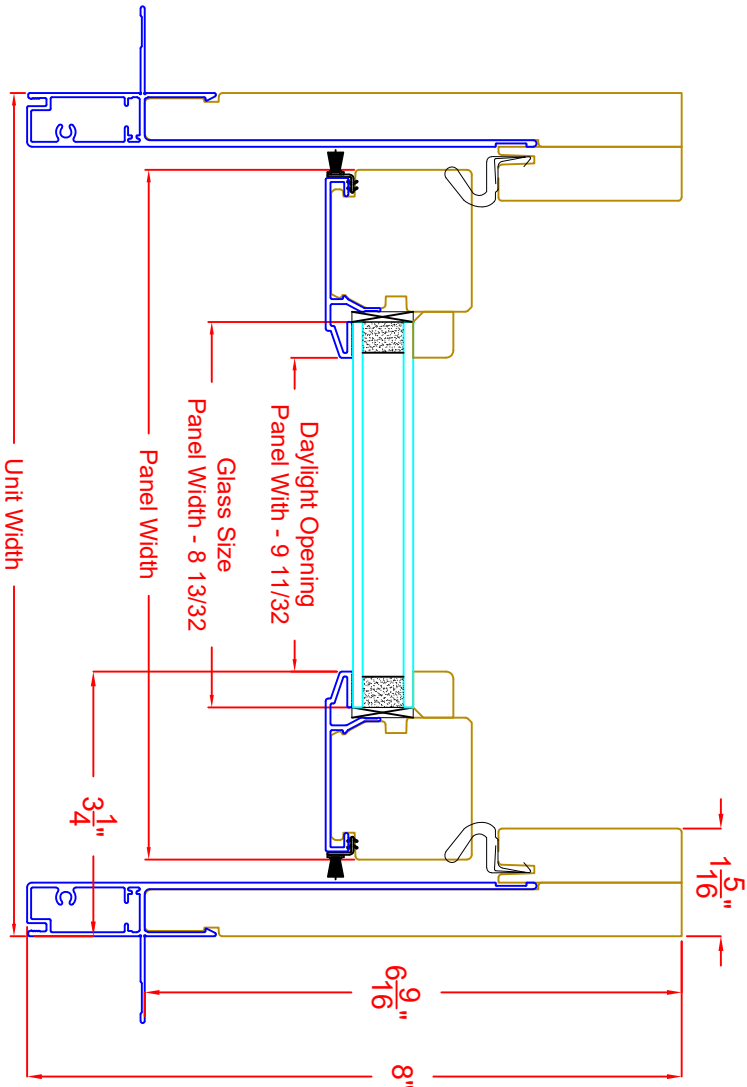 Daylight Opening
Panel With - 9 11/32
Glass Size
Panel Width - 8 13/32
Panel Width
Unit Width
3 1/4"
1 5/16"
6 9/16"
8"